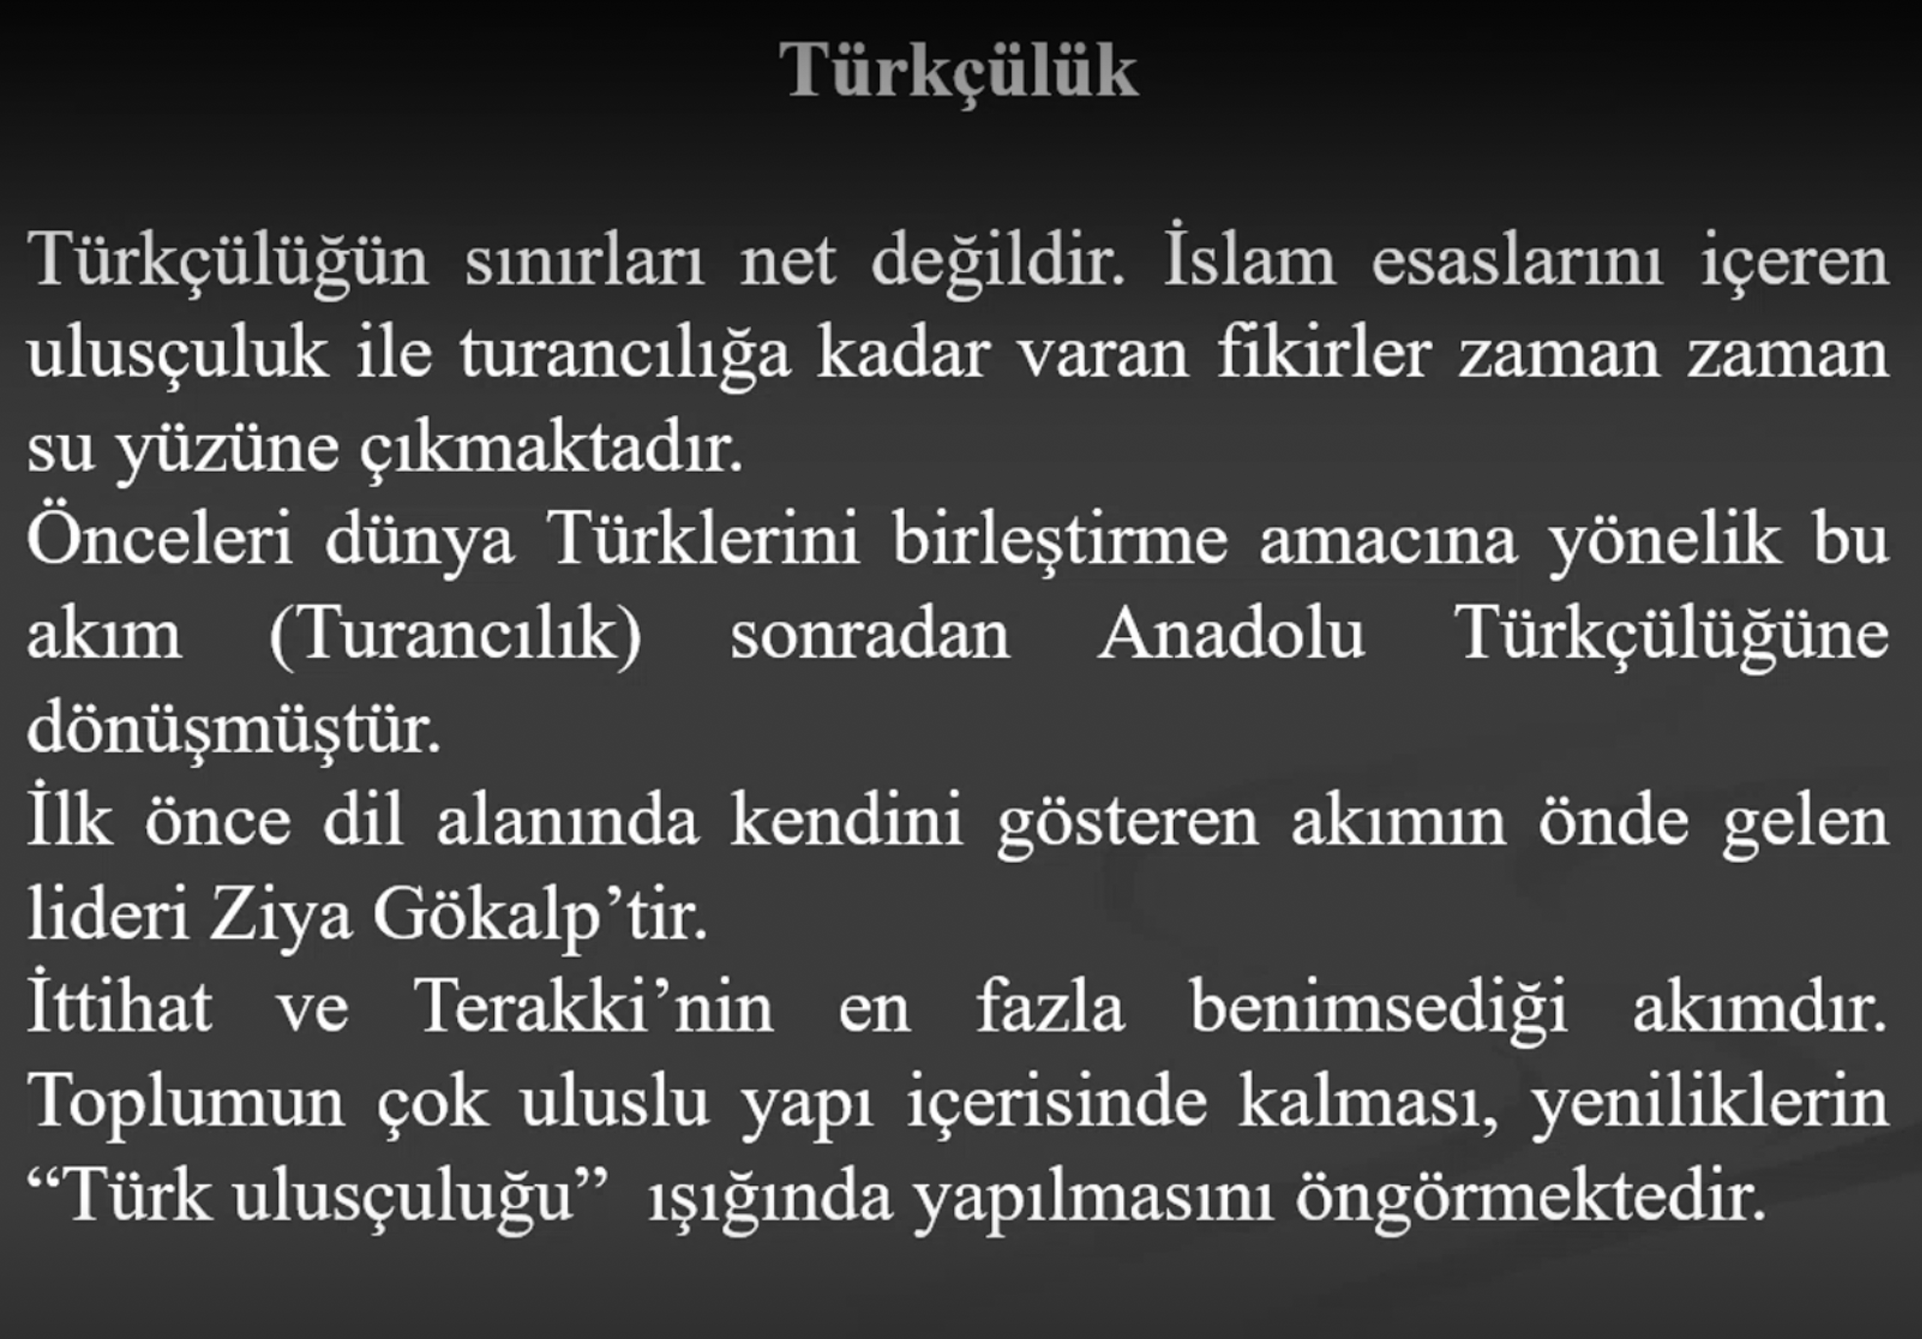 Türkçülük
Türkçülüğün sınırları net değildir. İslam esaslarını içeren
ulusçuluk ile turancılığa kadar varan fikirler zaman zaman
su yüzüne çıkmaktadır.
Önceleri dünya Türklerini birleştirme amacına yönelik bu
akım (Turancılık) sonradan Anadolu Türkçülüğüne
dönüşmüştür.
İlk önce dil alanında kendini gösteren akımın önde gelen
lideri Ziya Gökalp’tir.
İttihat ve Terakki’nin en fazla benimsediği akımdır.
Toplumun çok uluslu yapı içerisinde kalması, yeniliklerin
“Türk ulusçuluğu” ışığında yapılmasını öngörmektedir.